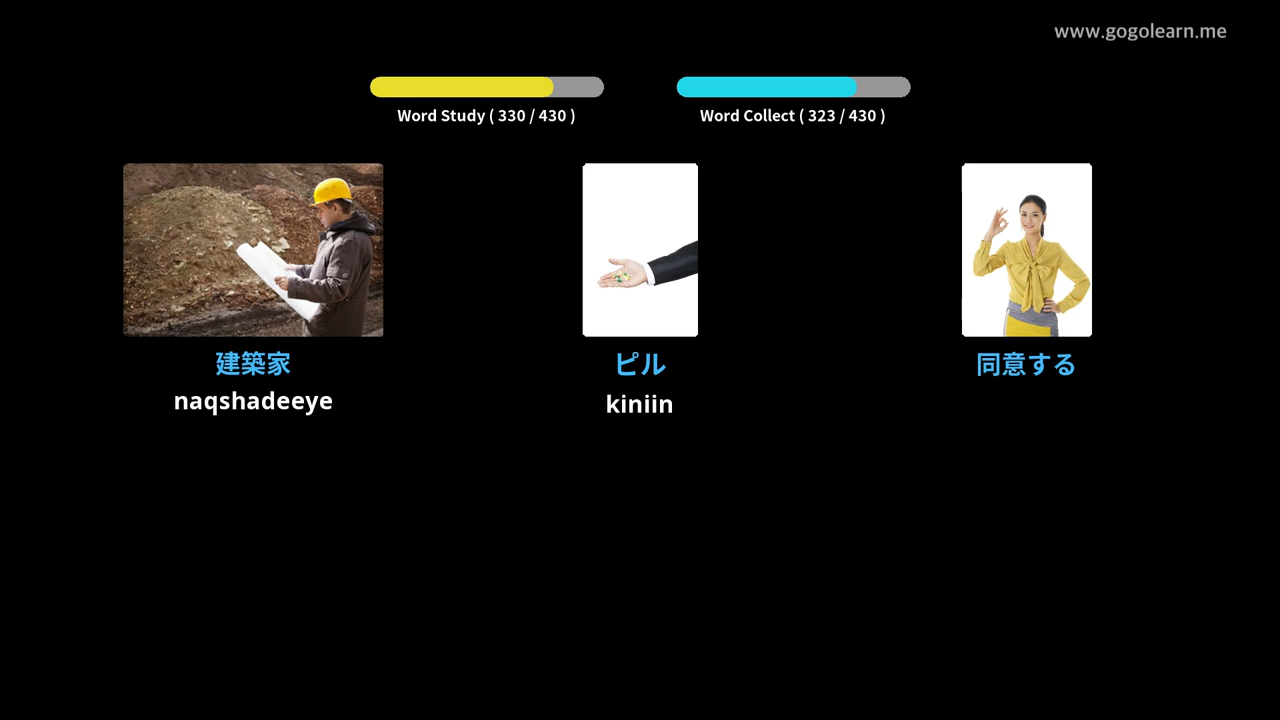 www.gogolearn.me
Word Study ( 330 / 430 )
Word Collect ( 323 / 430 )
建築家
naqshadeeye
ピル
kiniin
同意する